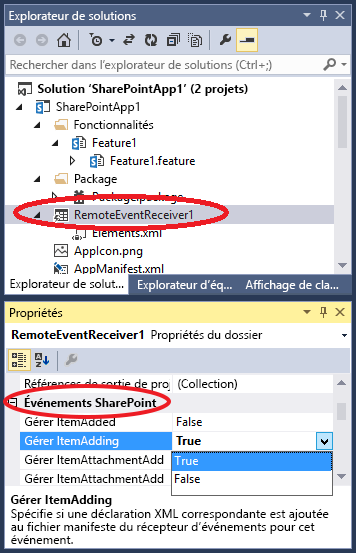 Explorateur de solutions
Rechercher dans l'explorateur de solutions (Ctrl+;)
Solution 'SharePointApp1' (2 projets)
SharePointApp1
Fonctionnalités
Feature1
Feature1.feature
Package
Package.package
RemoteEventReceiver1
Elements.xml
AppIcon.png
AppManifest.xml
Explorateur de solut...
Explorateur d'éq...
Affichage de cla...
Propriétés
RemoteEventReceiver1 Propriétés du dossier
Références de sortie de proj (Collection)
Événements SharePoint
Gérer ItemAdded False
Gérer ItemAdding True
Gérer ItemAttachmentAdd True
Gérer ItemAttachmentAdd False
Gérer ItemAdding
Spécifie si une déclaration XML correspondante est ajoutée
au fichier manifeste du récepteur d'événements pour cet
événement.